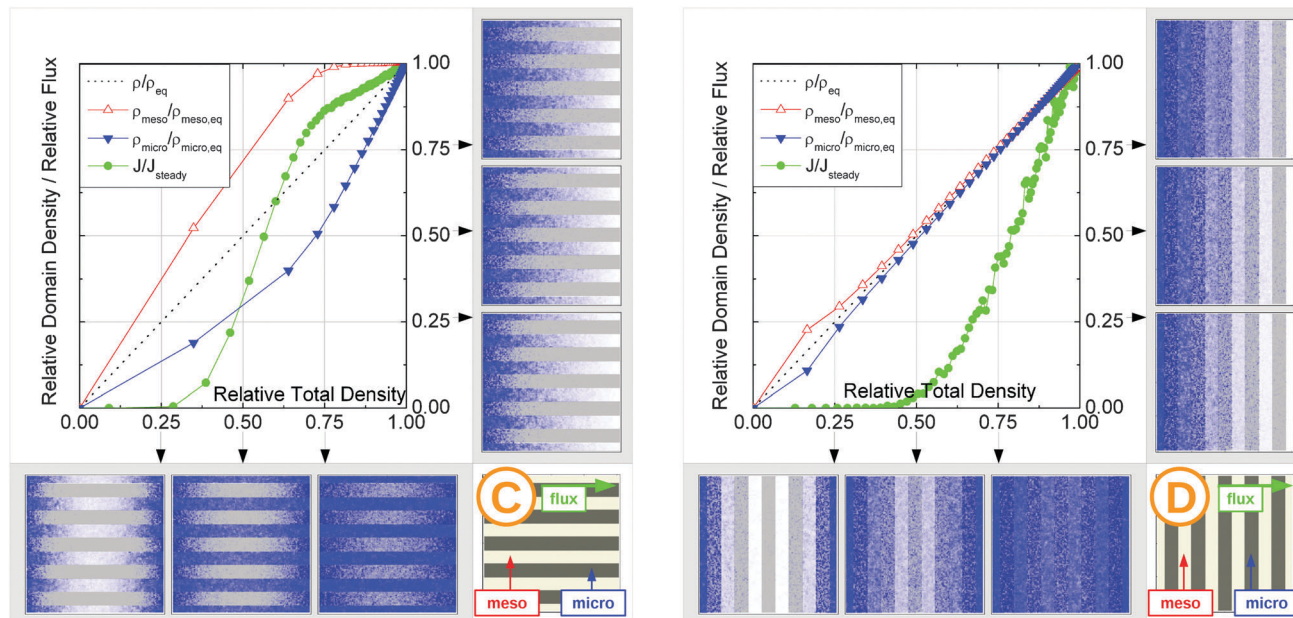 Relative Domain Density / Relative Flux
ρ/ρeq
ρmeso/ρmeso,eq
ρmicro/ρmicro,eq
J/Jsteady
1.00
0.75
0.50
0.25
0.00
Relative Total Density
0.00 0.25 0.50 0.75 1.00
C
flux
meso
micro
Relative Domain Density / Relative Flux
ρ/ρeq
ρmeso/ρmeso,eq
ρmicro/ρmicro,eq
J/Jsteady
1.00
0.75
0.50
0.25
0.00
Relative Total Density
0.00 0.25 0.50 0.75 1.00
D
flux
meso
micro